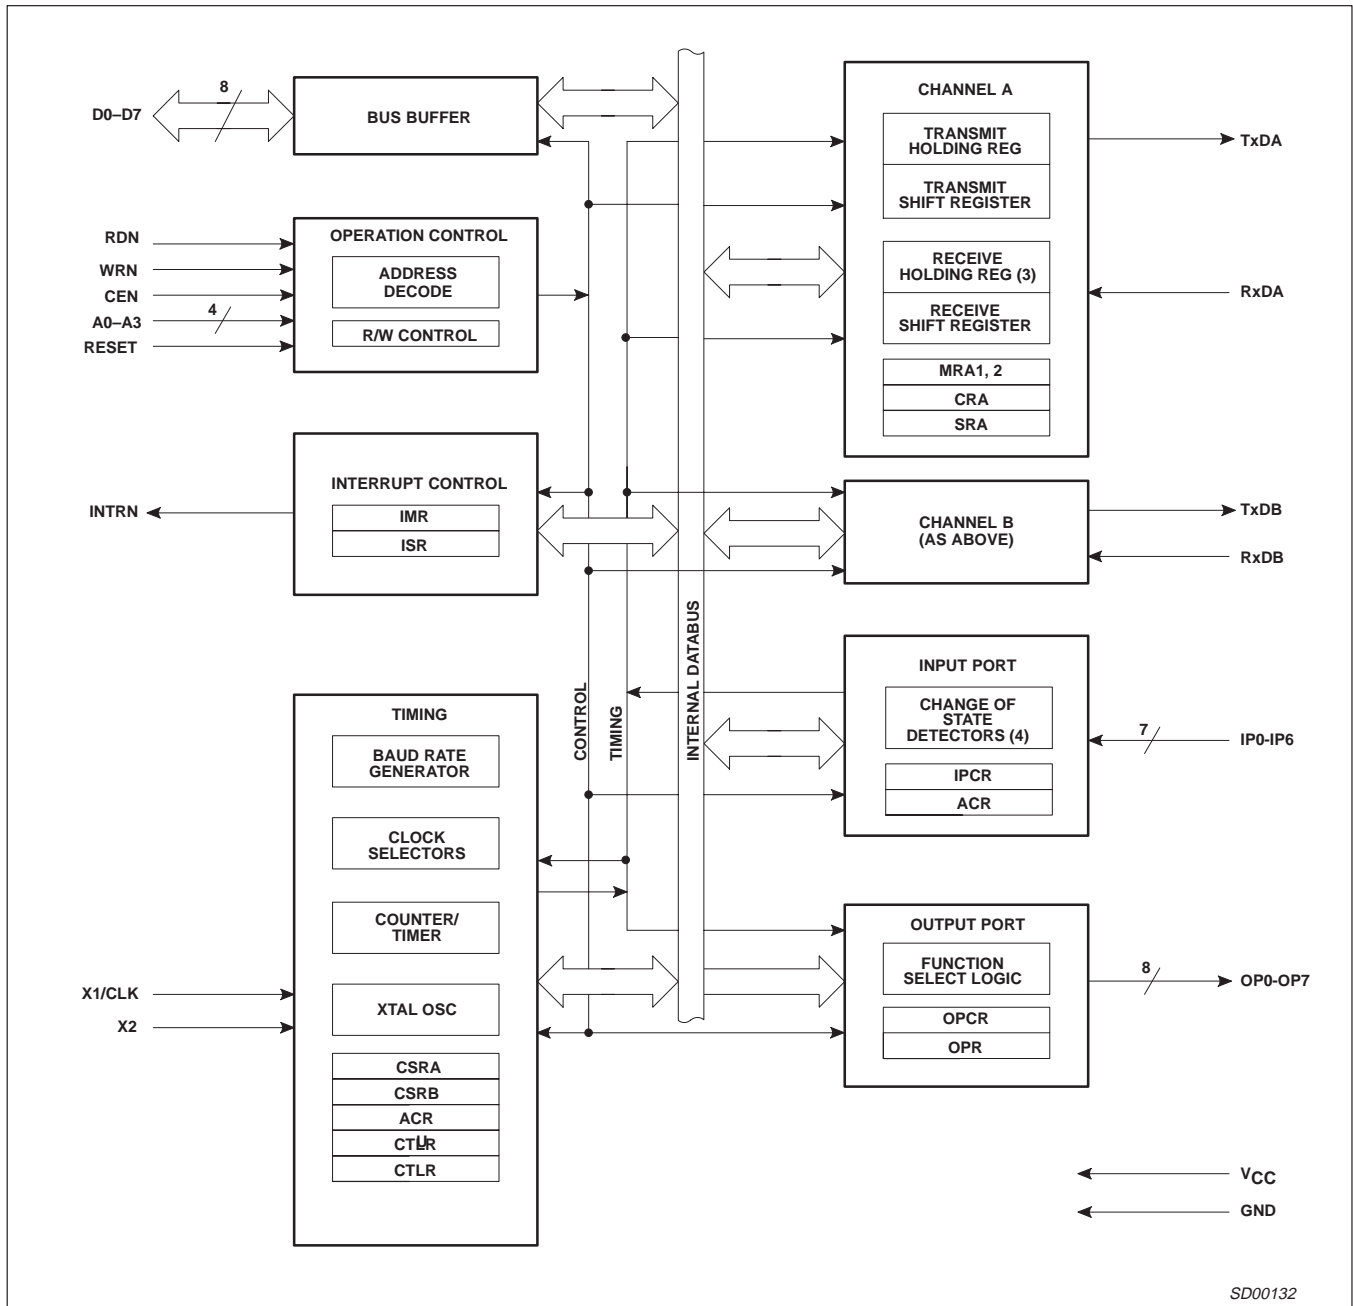 D0–D7
8
BUS BUFFER
RDN
WRN
CEN
A0–A3
4
RESET
OPERATION CONTROL
ADDRESS
DECODE
R/W CONTROL
INTRN
INTERRUPT CONTROL
IMR
ISR
TIMING
BAUD RATE
GENERATOR
CLOCK
SELECTORS
COUNTER/
TIMER
X1/CLK
X2
XTAL OSC
CSRA
CSRB
ACR
CTLR
CONTROL
TIMING
INTERNAL DATABUS
CHANNEL A
TRANSMIT
HOLDING REG
TRANSMIT
SHIFT REGISTER
RECEIVE
HOLDING REG (3)
RECEIVE
SHIFT REGISTER
MRA1, 2
CRA
SRA
TxDA
RxDA
CHANNEL B
(AS ABOVE)
TxDB
RxDB
INPUT PORT
CHANGE OF
STATE
DETECTORS (4)
IPCR
ACR
7
IP0-IP6
OUTPUT PORT
FUNCTION
SELECT LOGIC
OPCR
OPR
8
OP0-OP7
VCC
GND
SD00132